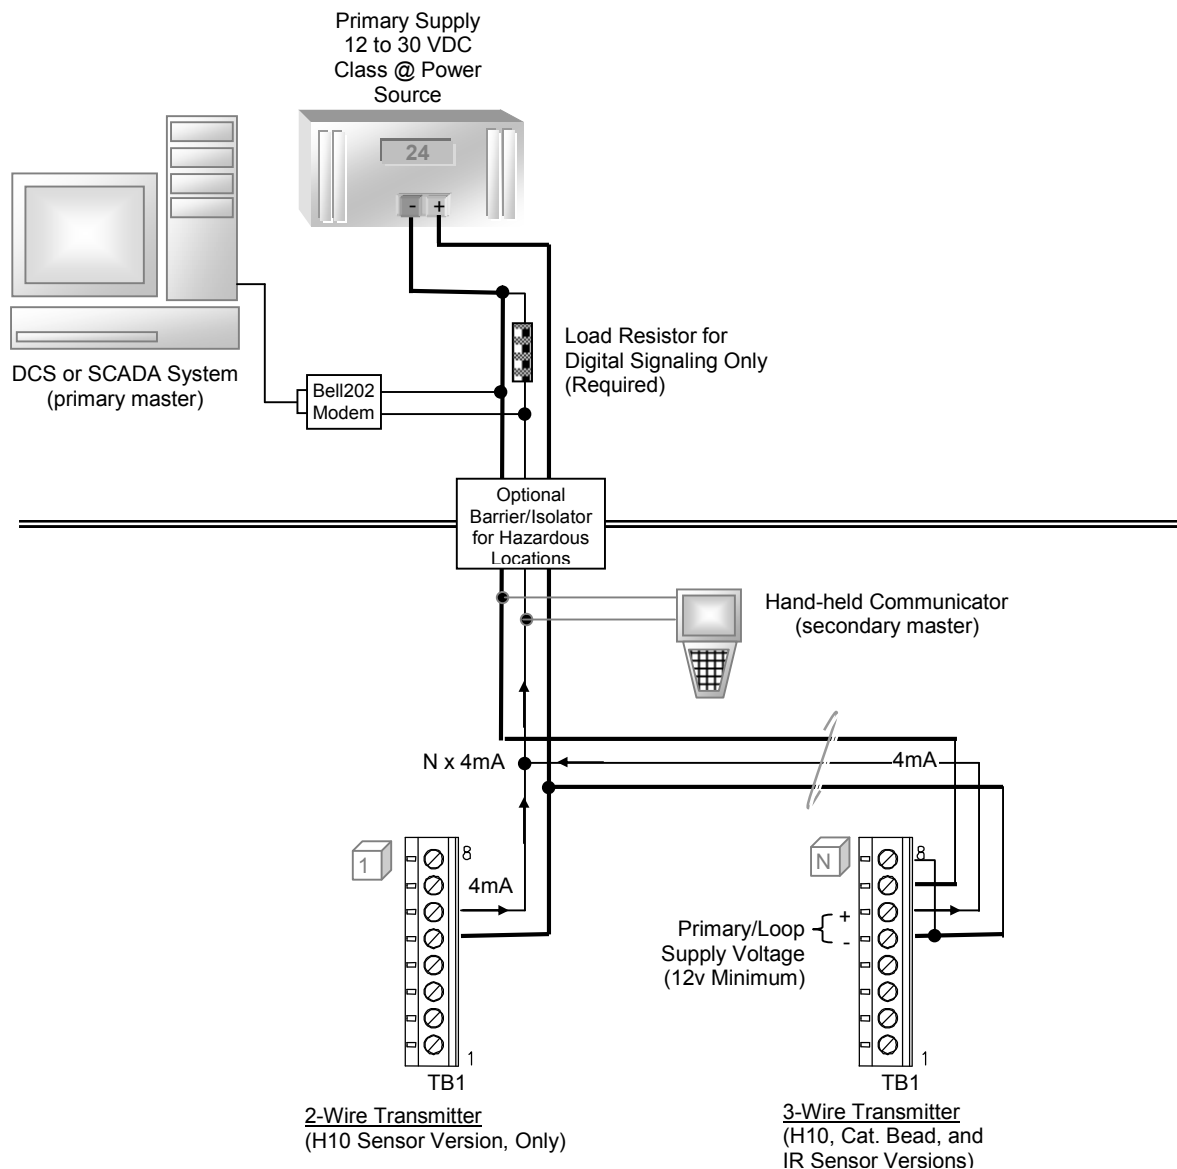 Primary Supply
12 to 30 VDC
Class @ Power
Source
24
- +
DCS or SCADA System
(primary master)
Bell202
Modem
Load Resistor for
Digital Signaling Only
(Required)
Optional
Barrier/Isolator
for Hazardous
Locations
Hand-held Communicator
(secondary master)
N x 4mA
4mA
1
8
4mA
1
TB1
2-Wire Transmitter
(H10 Sensor Version, Only)
N
8
Primary/Loop
Supply Voltage
(12v Minimum)
+
-
1
TB1
3-Wire Transmitter
(H10, Cat. Bead, and
IR Sensor Versions)